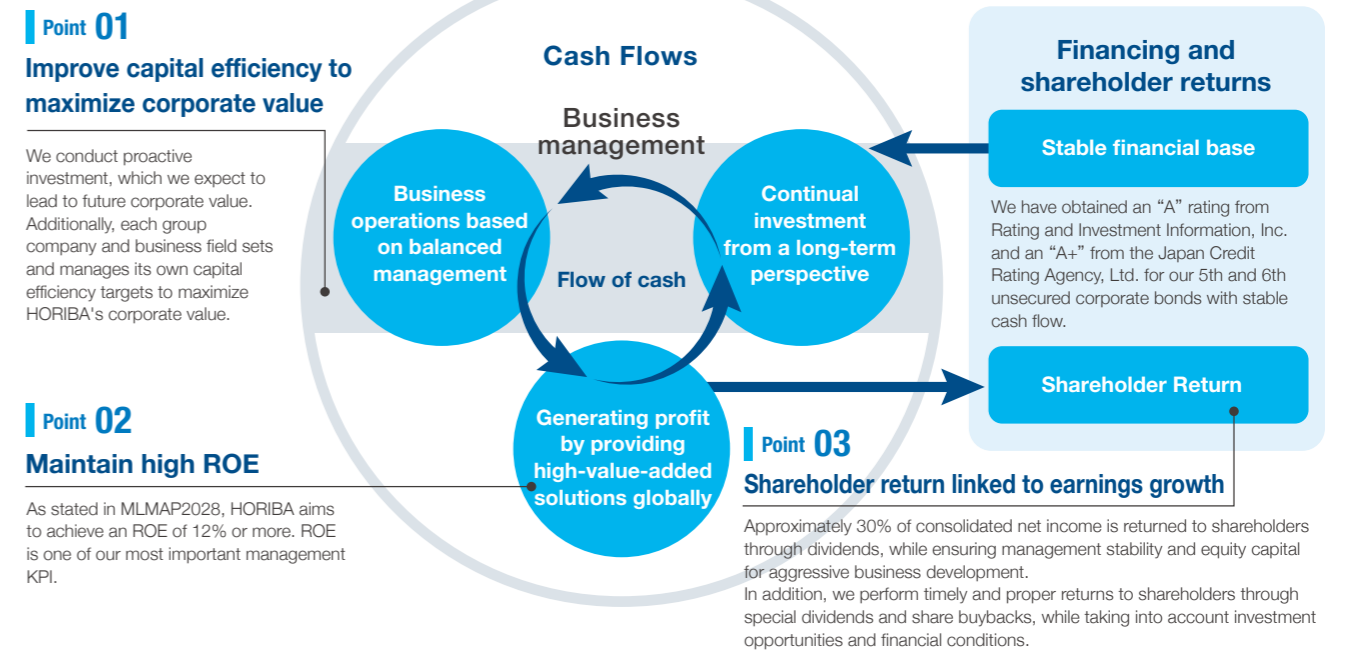 Point 01
Improve capital efficiency to
maximize corporate value
We conduct proactive
investment, which we expect to
lead to future corporate value.
Additionally, each group
company and business field sets
and manages its own capital
efficiency targets to maximize
HORIBA's corporate value.
Point 02
Maintain high ROE
As stated in MLMAP2028, HORIBA aims
to achieve an ROE of 12% or more. ROE
is one of our most important management
KPI.
Cash Flows
Business
management
Business
operations based
on balanced
management
Flow of cash
Continual
investment
from a long-term
perspective
Generating profit
by providing
high-value-added
solutions globally
Financing and
shareholder returns
Stable financial base
We have obtained an “A” rating from
Rating and Investment Information, Inc.
and an “A+” from the Japan Credit
Rating Agency, Ltd. for our 5th and 6th
unsecured corporate bonds with stable
cash flow.
Shareholder Return
Point 03
Shareholder return linked to earnings growth
Approximately 30% of consolidated net income is returned to shareholders
through dividends, while ensuring management stability and equity capital
for aggressive business development.
In addition, we perform timely and proper returns to shareholders through
special dividends and share buybacks, while taking into account investment
opportunities and financial conditions.